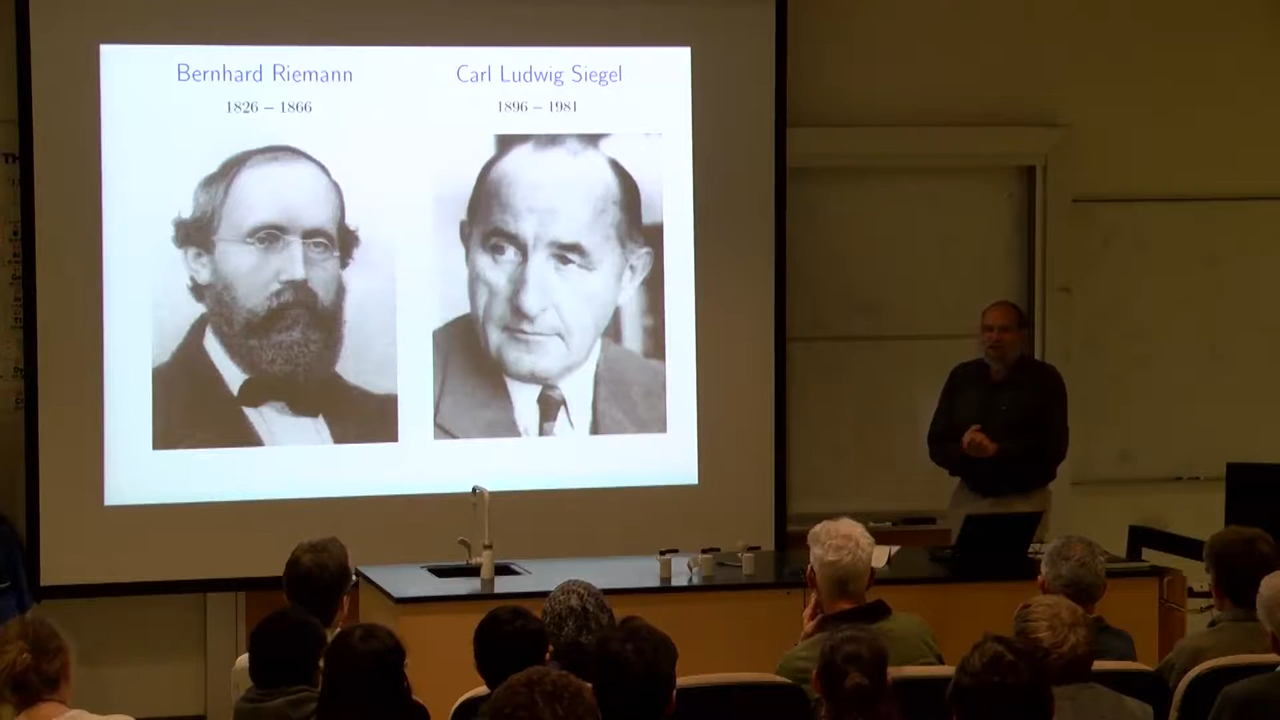 Bernhard Riemann
1826 – 1866
Carl Ludwig Siegel
1896 – 1981